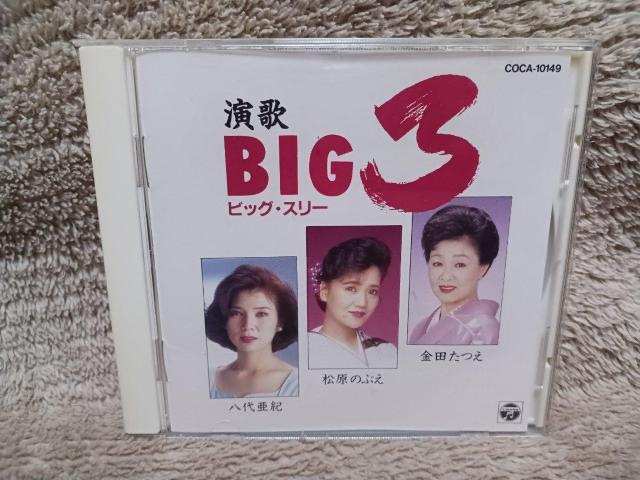 COCA-10149
演歌
BIG 3
ビッグ・スリー
八代亜紀
松原のぶえ
金田たつえ